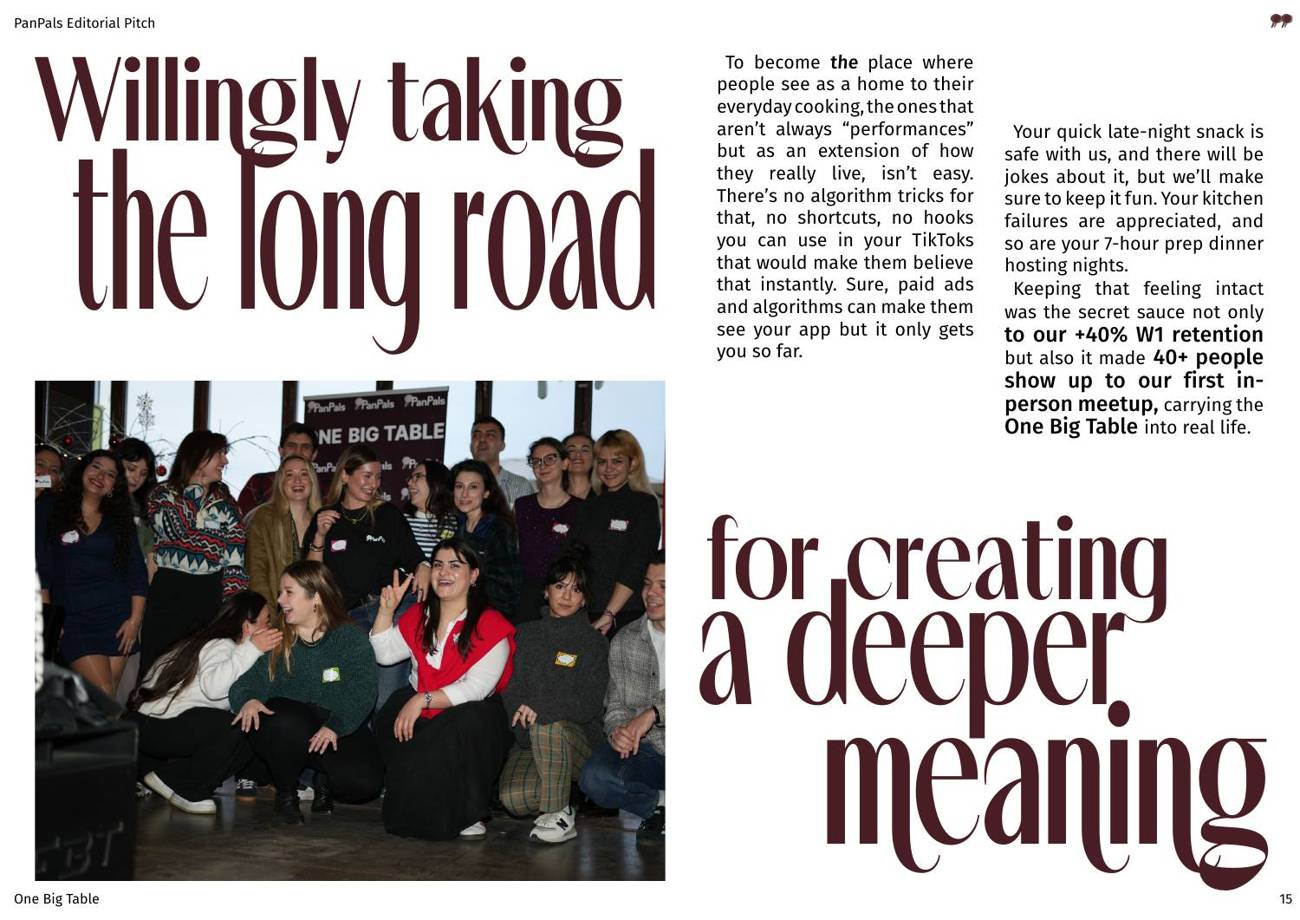 PanPals Editorial Pitch
Willingly taking
the long road
To become the place where
people see as a home to their
everyday cooking, the ones that
aren’t always “performances”
but as an extension of how
they really live, isn’t easy.
There’s no algorithm tricks for
that, no shortcuts, no hooks
you can use in your TikToks
that would make them believe
that instantly. Sure, paid ads
and algorithms can make them
see your app but it only gets
you so far.
Your quick late-night snack is
safe with us, and there will be
jokes about it, but we’ll make
sure to keep it fun. Your kitchen
failures are appreciated, and
so are your 7-hour prep dinner
hosting nights.
Keeping that feeling intact
was the secret sauce not only
to our +40% W1 retention
but also it made 40+ people
show up to our first in-
person meetup, carrying the
One Big Table into real life.
PanPals PanPals PanPals
NE BIG TABLE
for creating
a deeper
meaning
One Big Table
15